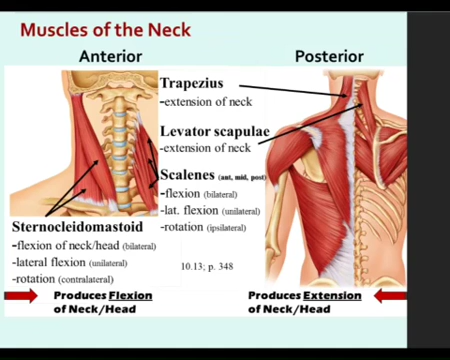 Muscles of the Neck
Anterior
Posterior
Trapezius
-extension of neck
Levator scapulae
-extension of neck
Scalenes (ant, mid, post)
-flexion (bilateral)
-lat. flexion (unilateral)
-rotation (ipsilateral)
Sternocleidomastoid
-flexion of neck/head (bilateral)
-lateral flexion (unilateral)
-rotation (contralateral)
10.13; p. 348
Produces Flexion
of Neck/Head
Produces Extension
of Neck/Head